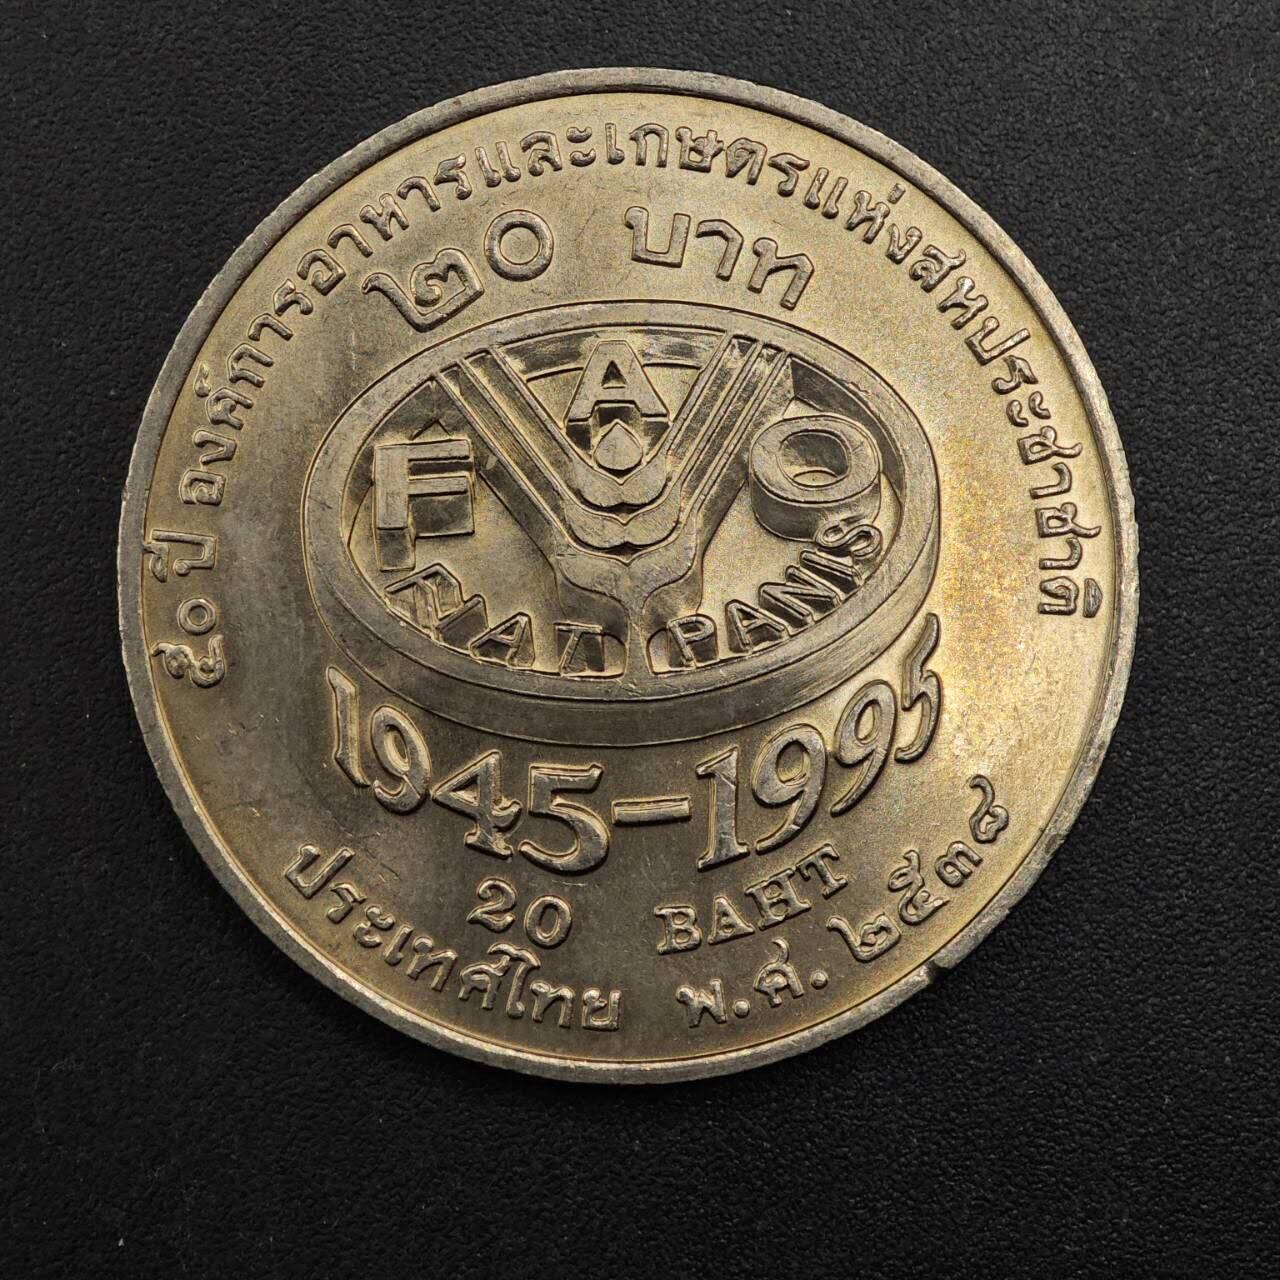 ๕๐ ปี องค์การอาหารและเกษตรแห่งสหประชาชาติ
๒๐ บาท
FAO
FIAT PANIS
1945-1995
20 BAHT
ประเทศไทย พ.ศ. ๒๕๓๘